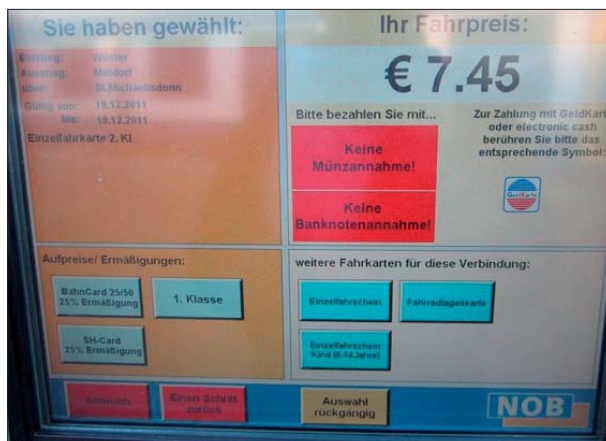 Sie haben gewählt:
Einstieg: Wilster
Ausstieg: Meldorf
über: St.Michaelisdonn
Gültig von: 19.12.2011
bis: 19.12.2011
Einzelfahrkarte 2. Kl
Ihr Fahrpreis:
€ 7.45
Bitte bezahlen Sie mit...
Keine
Münzannahme!
Keine
Banknotenannahme!
Zur Zahlung mit GeldKart
oder electronic cash
berühren Sie bitte das
entsprechende Symbol:
GeldKarte
Aufpreise/ Ermäßigungen:
BahnCard 25/50
25% Ermäßigung
1. Klasse
SH-Card
25% Ermäßigung
weitere Fahrkarten für diese Verbindung:
Einzelfahrschein
Fahrradtageskarte
Einzelfahrschein
Kind (6-14Jahre)
Abbruch
Einen Schritt
zurück
Auswahl
rückgängig
NOB